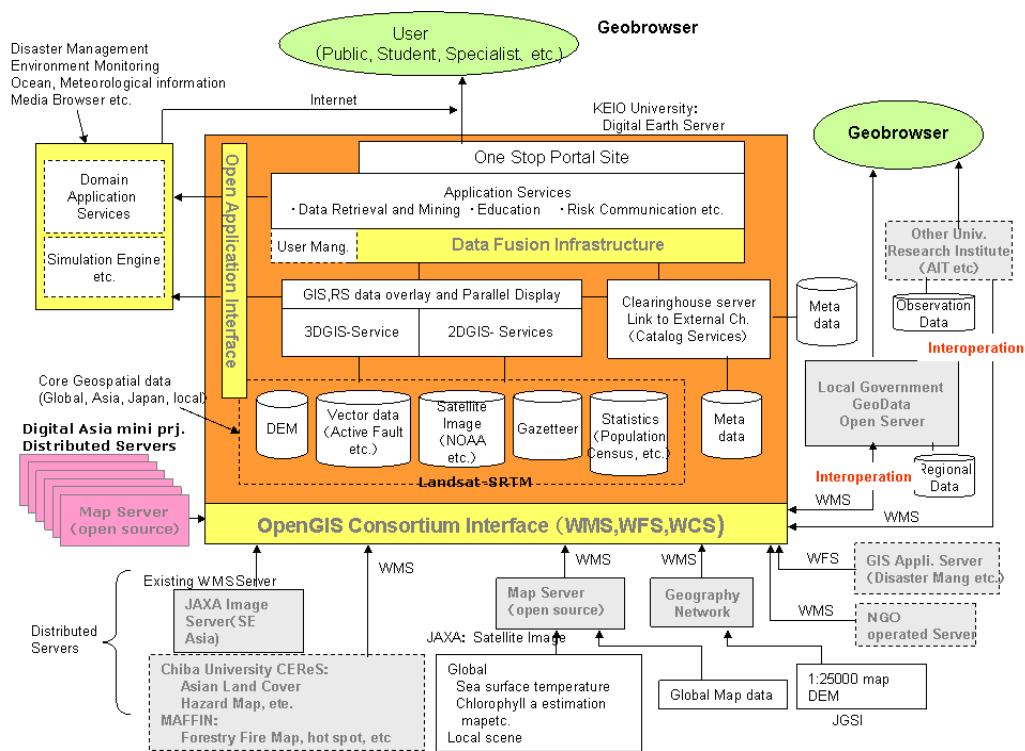 User
(Public, Student, Specialist, etc.)
Geobrowser
Disaster Management
Environment Monitoring
Ocean, Meteorological information
Media Browser etc.
Internet
KEIO University:
Digital Earth Server
Geobrowser
Open Application Interface
One Stop Portal Site
Domain
Application
Services
Application Services
・Data Retrieval and Mining ・Education ・Risk Communication etc.
User Mang.
Data Fusion Infrastructure
Simulation Engine
etc.
Other Univ.
Research Institute
(AIT etc)
GIS,RS data overlay and Parallel Display
3DGIS-Service
2DGIS- Services
Clearinghouse server
Link to External Ch.
(Catalog Services)
Meta
data
Observation
Data
Interoperation
Core Geospatial data
(Global, Asia, Japan, local)
Local Government
GeoData
Open Server
DEM
Vector data
(Active Fault
etc.)
Satellite
Image
(NOAA
etc.)
Gazetteer
Statistics
(Population
Census, etc.)
Meta
data
Landsat-SRTM
Digital Asia mini prj.
Distributed Servers
Interoperation
Regional
Data
Map Server
(open source)
WMS
WMS
OpenGIS Consortium Interface (WMS,WFS,WCS)
WMS
WMS
WMS
WFS
GIS Appli. Server
(Disaster Mang etc.)
Existing WMS Server
JAXA Image
Server(SE
Asia)
Map Server
(open source)
Geography
Network
WMS
NGO
operated Server
Distributed
Servers
JAXA: Satellite Image
Chiba University CEReS:
Asian Land Cover
Hazard Map, ete.
MAFFIN:
Forestry Fire Map, hot spot, etc
Global
Sea surface temperature
Chlorophyll a estimation
mapetc.
Local scene
Global Map data
1:25000 map
DEM
JGSI